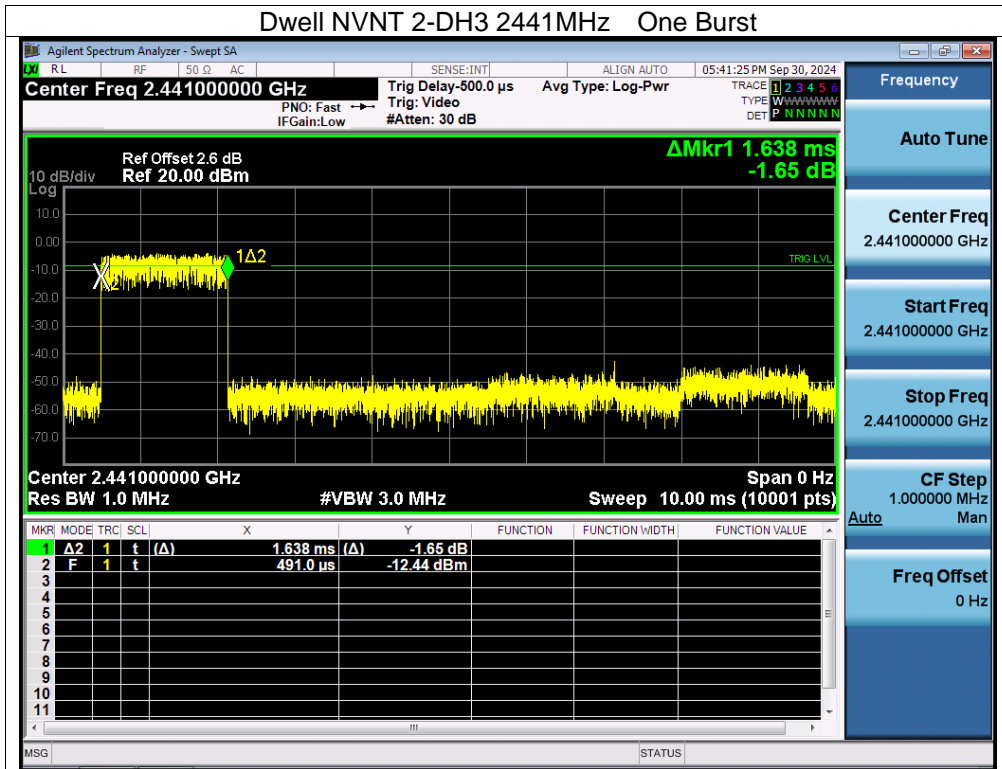 Dwell NVNT 2-DH3 2441MHz One Burst
Agilent Spectrum Analyzer - Swept SA
LXI RL RF 50 Ω AC SENSE:INT ALIGN AUTO 05:41:25 PM Sep 30, 2024
Center Freq 2.441000000 GHz
PNO: Fast
IFGain:Low
Trig Delay-500.0 µs
Trig: Video
#Atten: 30 dB
Avg Type: Log-Pwr
TRACE 1 2 3 4 5 6
TYPE WWWWWW
DET P NNNNN
ΔMkr1 1.638 ms
-1.65 dB
Ref Offset 2.6 dB
10 dB/div Ref 20.00 dBm
Log
10.0
0.00
-10.0
-20.0
-30.0
-40.0
-50.0
-60.0
-70.0
1Δ2
2
TRIG LVL
Center 2.441000000 GHz Span 0 Hz
Res BW 1.0 MHz #VBW 3.0 MHz Sweep 10.00 ms (10001 pts)
MKR MODE TRC SCL X Y FUNCTION FUNCTION WIDTH FUNCTION VALUE
1 Δ2 1 t (Δ) 1.638 ms (Δ) -1.65 dB
2 F 1 t 491.0 µs -12.44 dBm
3
4
5
6
7
8
9
10
11
MSG STATUS
Frequency
Auto Tune
Center Freq
2.441000000 GHz
Start Freq
2.441000000 GHz
Stop Freq
2.441000000 GHz
CF Step
1.000000 MHz
Auto Man
Freq Offset
0 Hz